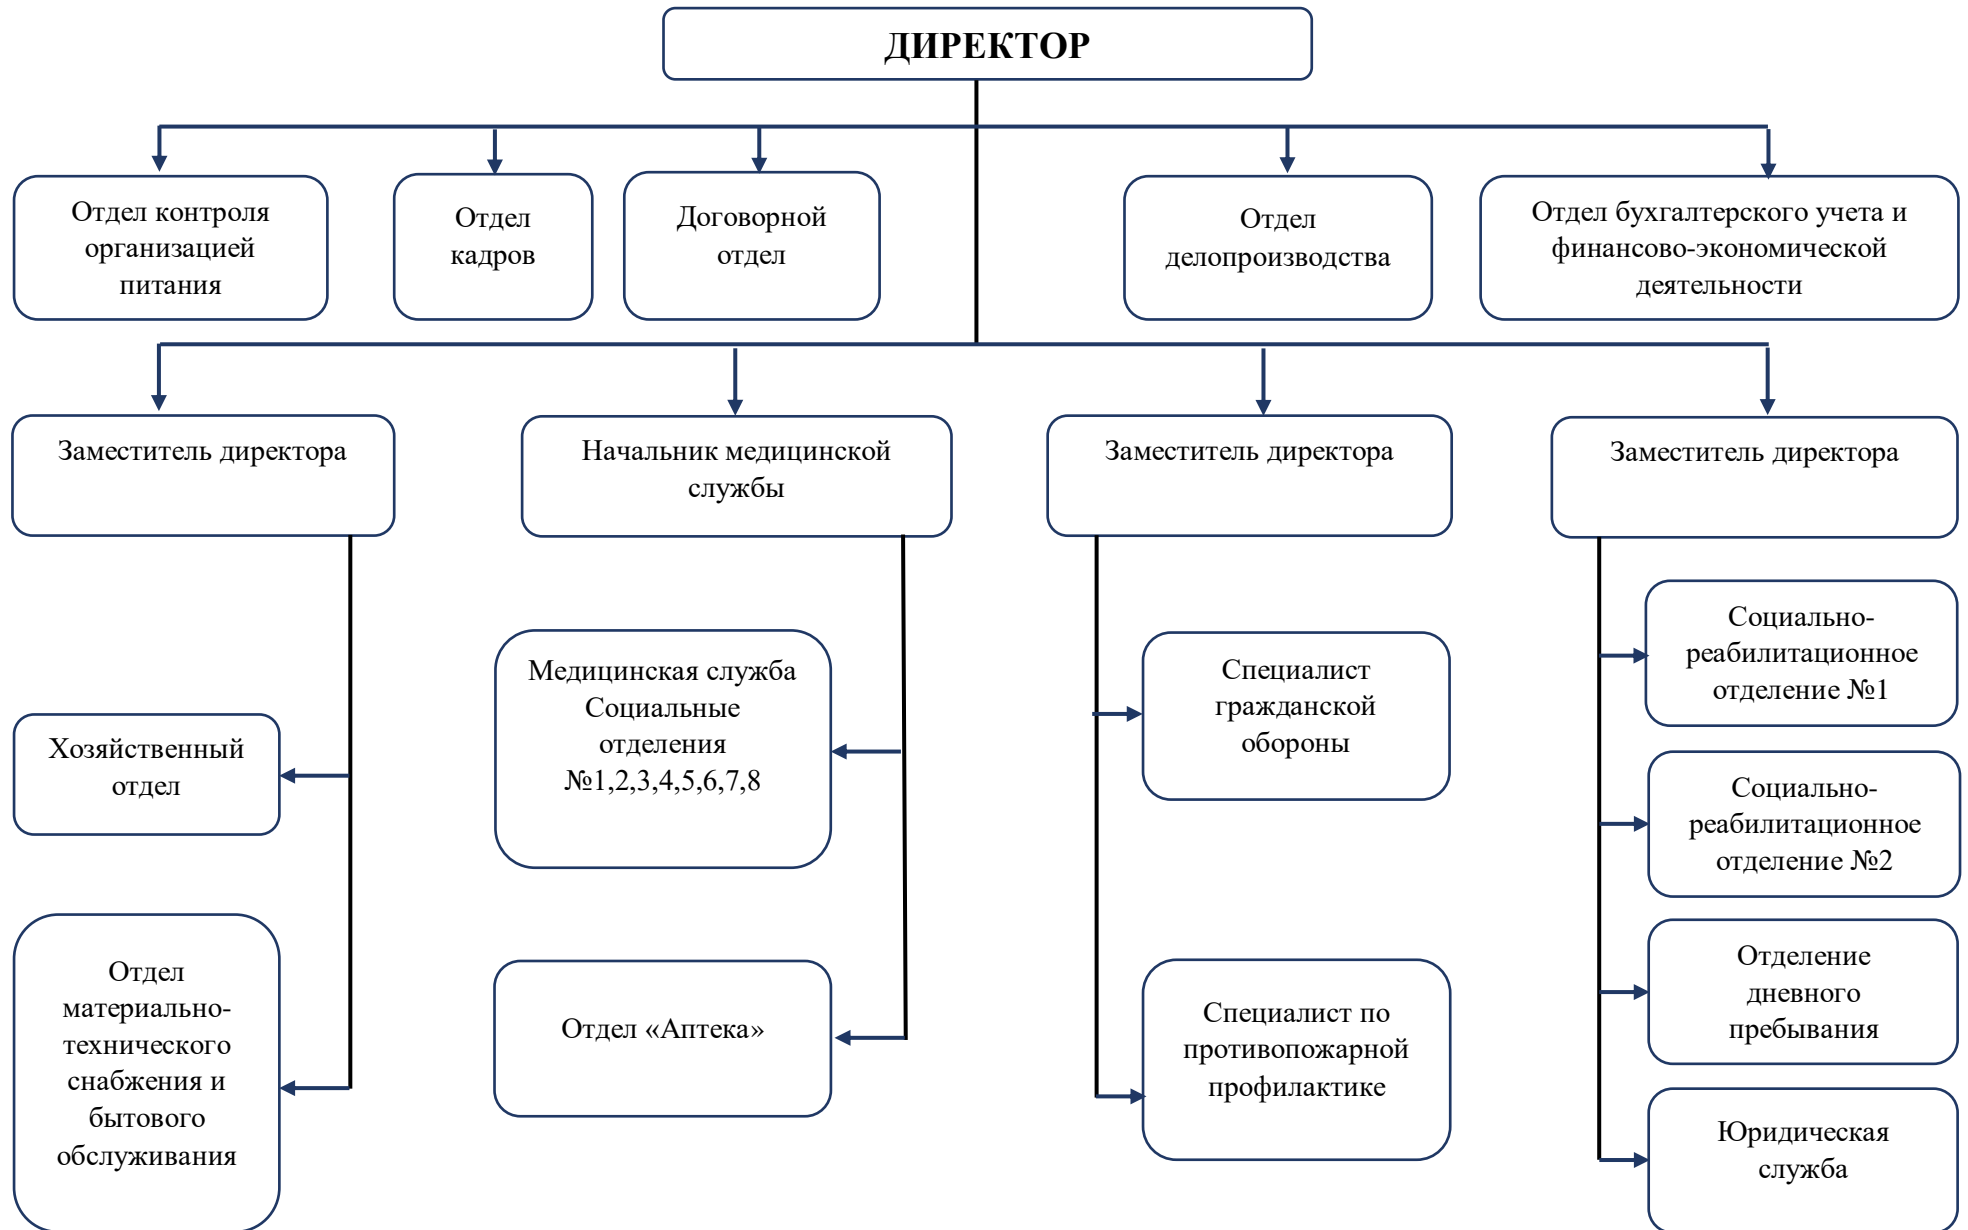 ДИРЕКТОР
Отдел контроля
организацией
питания
Отдел
кадров
Договорной
отдел
Отдел
делопроизводства
Отдел бухгалтерского учета и
финансово-экономической
деятельности
Заместитель директора
Начальник медицинской
службы
Заместитель директора
Заместитель директора
Хозяйственный
отдел
Отдел
материально-
технического
снабжения и
бытового
обслуживания
Медицинская служба
Социальные
отделения
№1,2,3,4,5,6,7,8
Отдел «Аптека»
Специалист
гражданской
обороны
Специалист по
противопожарной
профилактике
Социально-
реабилитационное
отделение №1
Социально-
реабилитационное
отделение №2
Отделение
дневного
пребывания
Юридическая
служба